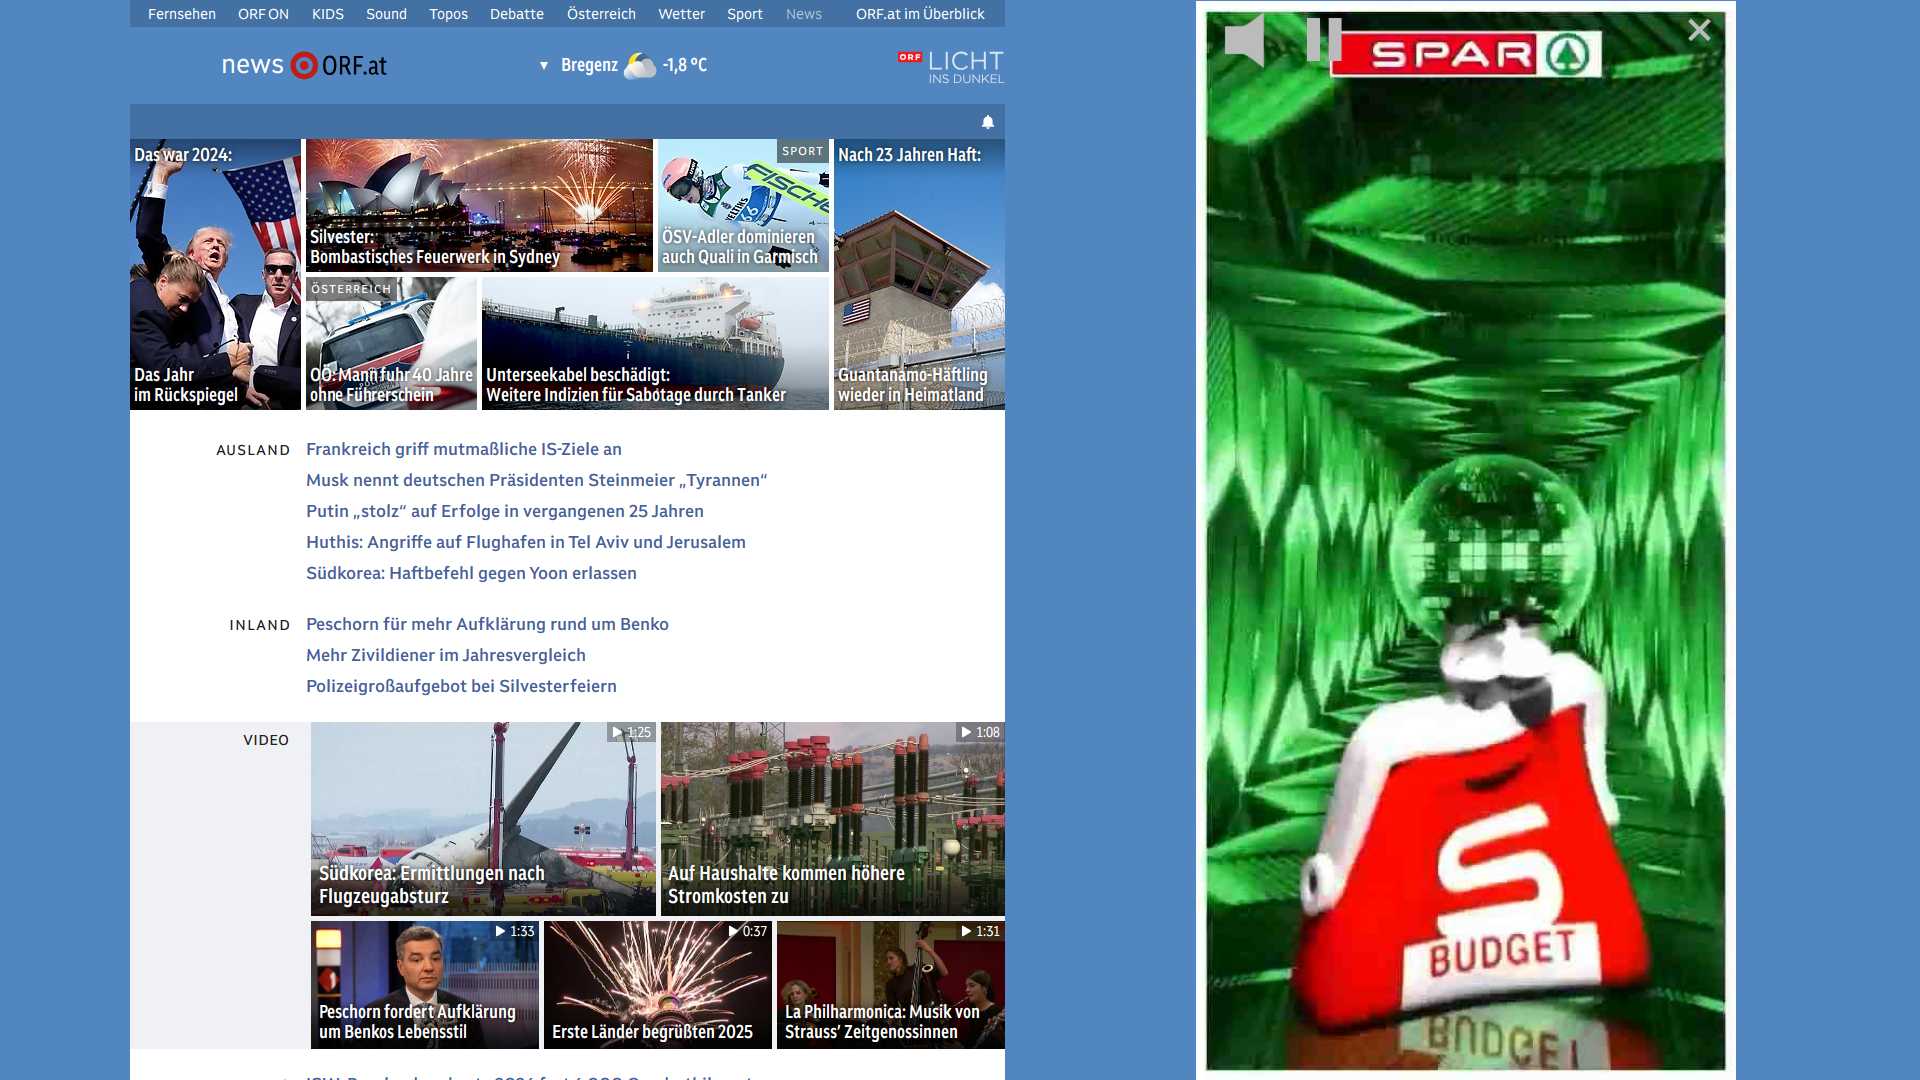 Fernsehen ORF ON KIDS Sound Topos Debatte Österreich Wetter Sport News ORF.at im Überblick
news ORF.at
▼ Bregenz -1,8 °C
ORF LICHT
INS DUNKEL
Das war 2024:
Das Jahr
im Rückspiegel
Silvester:
Bombastisches Feuerwerk in Sydney
SPORT
FISCHER
ÖSV-Adler dominieren
auch Quali in Garmisch
Nach 23 Jahren Haft:
Guantanamo-Häftling
wieder in Heimatland
ÖSTERREICH
OÖ: Mann fuhr 40 Jahre
ohne Führerschein
Unterseekabel beschädigt:
Weitere Indizien für Sabotage durch Tanker
AUSLAND
Frankreich griff mutmaßliche IS-Ziele an
Musk nennt deutschen Präsidenten Steinmeier „Tyrannen“
Putin „stolz“ auf Erfolge in vergangenen 25 Jahren
Huthis: Angriffe auf Flughafen in Tel Aviv und Jerusalem
Südkorea: Haftbefehl gegen Yoon erlassen
INLAND
Peschorn für mehr Aufklärung rund um Benko
Mehr Zivildiener im Jahresvergleich
Polizeigroßaufgebot bei Silvesterfeiern
VIDEO
1:25
Südkorea: Ermittlungen nach
Flugzeugabsturz
1:08
Auf Haushalte kommen höhere
Stromkosten zu
1:33
Peschorn fordert Aufklärung
um Benkos Lebensstil
0:37
Erste Länder begrüßten 2025
1:31
La Philharmonica: Musik von
Strauss’ Zeitgenossinnen
SPAR
S
BUDGET